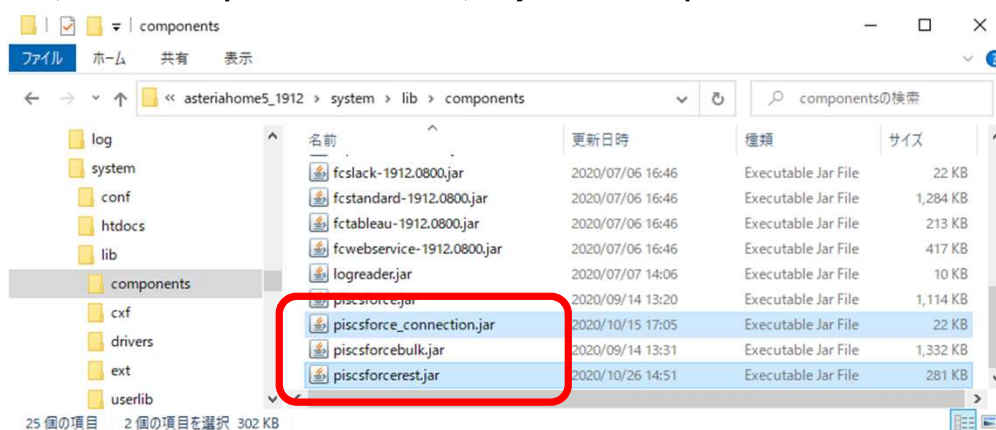 components
ファイル ホーム 共有 表示
« asteriahome5_1912 › system › lib › components componentsの検索
log
system
conf
htdocs
lib
components
cxf
drivers
ext
userlib
名前 更新日時 種類 サイズ
fcslack-1912.0800.jar 2020/07/06 16:46 Executable Jar File 22 KB
fcstandard-1912.0800.jar 2020/07/06 16:46 Executable Jar File 1,284 KB
fctableau-1912.0800.jar 2020/07/06 16:46 Executable Jar File 213 KB
fcwebservice-1912.0800.jar 2020/07/06 16:46 Executable Jar File 417 KB
logreader.jar 2020/07/07 14:06 Executable Jar File 10 KB
piscsforce.jar 2020/09/14 13:20 Executable Jar File 1,114 KB
piscsforce_connection.jar 2020/10/15 17:05 Executable Jar File 22 KB
piscsforcebulk.jar 2020/09/14 13:31 Executable Jar File 1,332 KB
piscsforcerest.jar 2020/10/26 14:51 Executable Jar File 281 KB
25 個の項目 2 個の項目を選択 302 KB